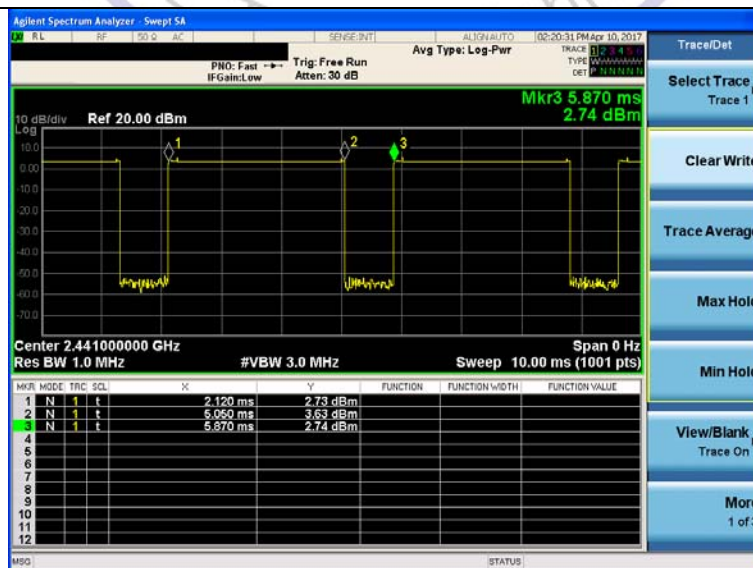 Agilent Spectrum Analyzer - Swept SA
LXI RL RF 50 Ω AC SENSE:INT ALIGNAUTO 02:20:31 PM Apr 10, 2017
Avg Type: Log-Pwr
TRACE 1 2 3 4 5 6
TYPE W
DET P N N N N N
PNO: Fast
IFGain:Low
Trig: Free Run
Atten: 30 dB
Mkr3 5.870 ms
2.74 dBm
10 dB/div Ref 20.00 dBm
Log
10.0
0.00
-10.0
-20.0
-30.0
-40.0
-50.0
-60.0
-70.0
1
2
3
Center 2.441000000 GHz Span 0 Hz
Res BW 1.0 MHz #VBW 3.0 MHz Sweep 10.00 ms (1001 pts)
MKR MODE TRC SCL X Y FUNCTION FUNCTION WIDTH FUNCTION VALUE
1 N 1 t 2.120 ms 2.73 dBm
2 N 1 t 5.050 ms 3.63 dBm
3 N 1 t 5.870 ms 2.74 dBm
4
5
6
7
8
9
10
11
12
MSG STATUS
Trace/Det
Select Trace
Trace 1
Clear Write
Trace Average
Max Hold
Min Hold
View/Blank
Trace On
More
1 of 3